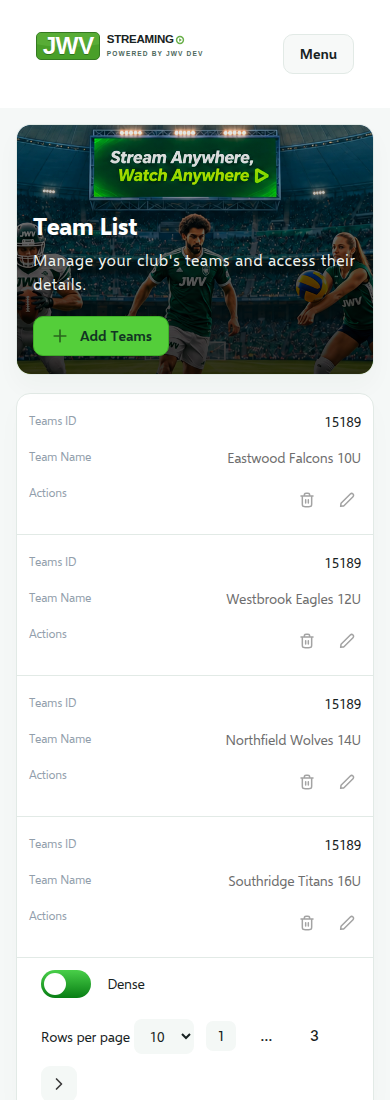 JWV STREAMING
POWERED BY JWV DEV
Menu
Stream Anywhere,
Watch Anywhere
Team List
Manage your club's teams and access their
details.
JWV
JWV
JWV
Add Teams
Teams ID 15189
Team Name Eastwood Falcons 10U
Actions
Teams ID 15189
Team Name Westbrook Eagles 12U
Actions
Teams ID 15189
Team Name Northfield Wolves 14U
Actions
Teams ID 15189
Team Name Southridge Titans 16U
Actions
Dense
Rows per page 10 1 ... 3